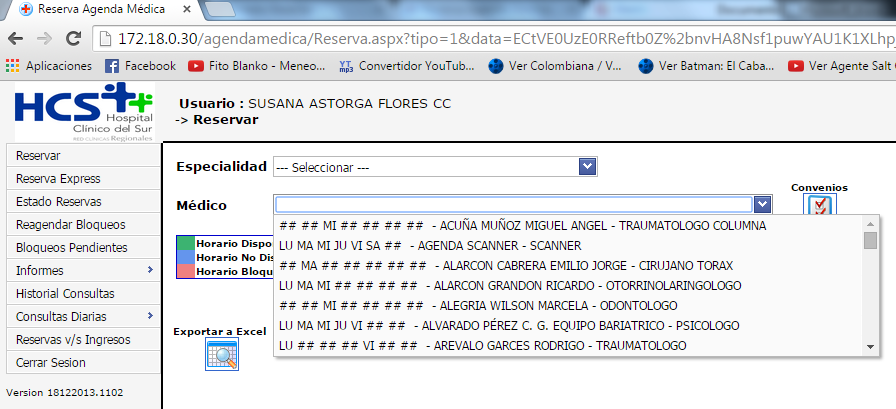 Reserva Agenda Médica
172.18.0.30/agendamedica/Reserva.aspx?tipo=1&data=ECtVE0UzE0RReftb0Z%2bnvHA8Nsf1puwYAU1K1XLhp
Aplicaciones Facebook Fito Blanko - Meneo... Convertidor YouTub... Ver Colombiana / V... Ver Batman: El Caba... Ver Agente Salt
HCS
Hospital
Clínico del Sur
RED CLINICAS Regionales
Usuario : SUSANA ASTORGA FLORES CC
-> Reservar
Reservar
Reserva Express
Estado Reservas
Reagendar Bloqueos
Bloqueos Pendientes
Informes
Historial Consultas
Consultas Diarias
Reservas v/s Ingresos
Cerrar Sesion
Version 18122013.1102
Especialidad --- Seleccionar ---
Médico
Convenios
## ## MI ## ## ## ## - ACUÑA MUÑOZ MIGUEL ANGEL - TRAUMATOLOGO COLUMNA
LU MA MI JU VI SA ## - AGENDA SCANNER - SCANNER
## MA ## ## ## ## ## - ALARCON CABRERA EMILIO JORGE - CIRUJANO TORAX
LU MA MI ## ## ## ## - ALARCON GRANDON RICARDO - OTORRINOLARINGOLOGO
## ## MI ## ## ## ## - ALEGRIA WILSON MARCELA - ODONTOLOGO
LU MA MI JU VI ## ## - ALVARADO PÉREZ C. G. EQUIPO BARIATRICO - PSICOLOGO
LU ## ## ## VI ## ## - AREVALO GARCES RODRIGO - TRAUMATOLOGO
Horario Dispo
Horario No Dis
Horario Bloqu
Exportar a Excel